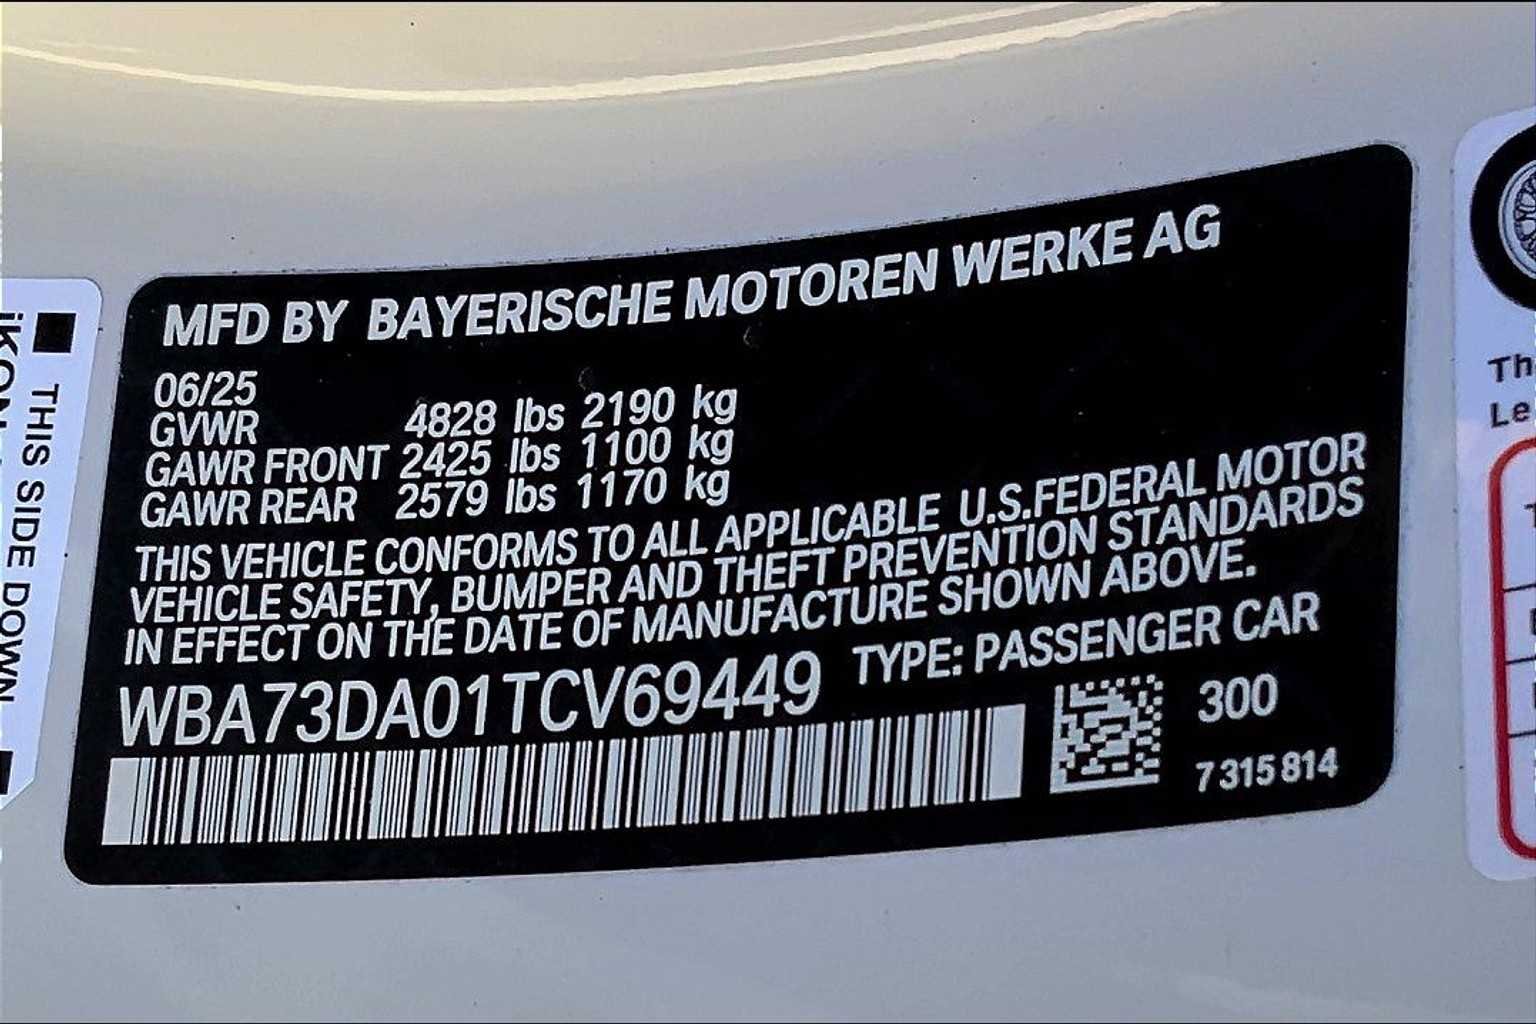 MFD BY BAYERISCHE MOTOREN WERKE AG
06/25
GVWR 4828 lbs 2190 kg
GAWR FRONT 2425 lbs 1100 kg
GAWR REAR 2579 lbs 1170 kg
THIS VEHICLE CONFORMS TO ALL APPLICABLE U.S.FEDERAL MOTOR
VEHICLE SAFETY, BUMPER AND THEFT PREVENTION STANDARDS
IN EFFECT ON THE DATE OF MANUFACTURE SHOWN ABOVE.
WBA73DA01TCV69449 TYPE: PASSENGER CAR
300
7315814
THIS SIDE DOWN